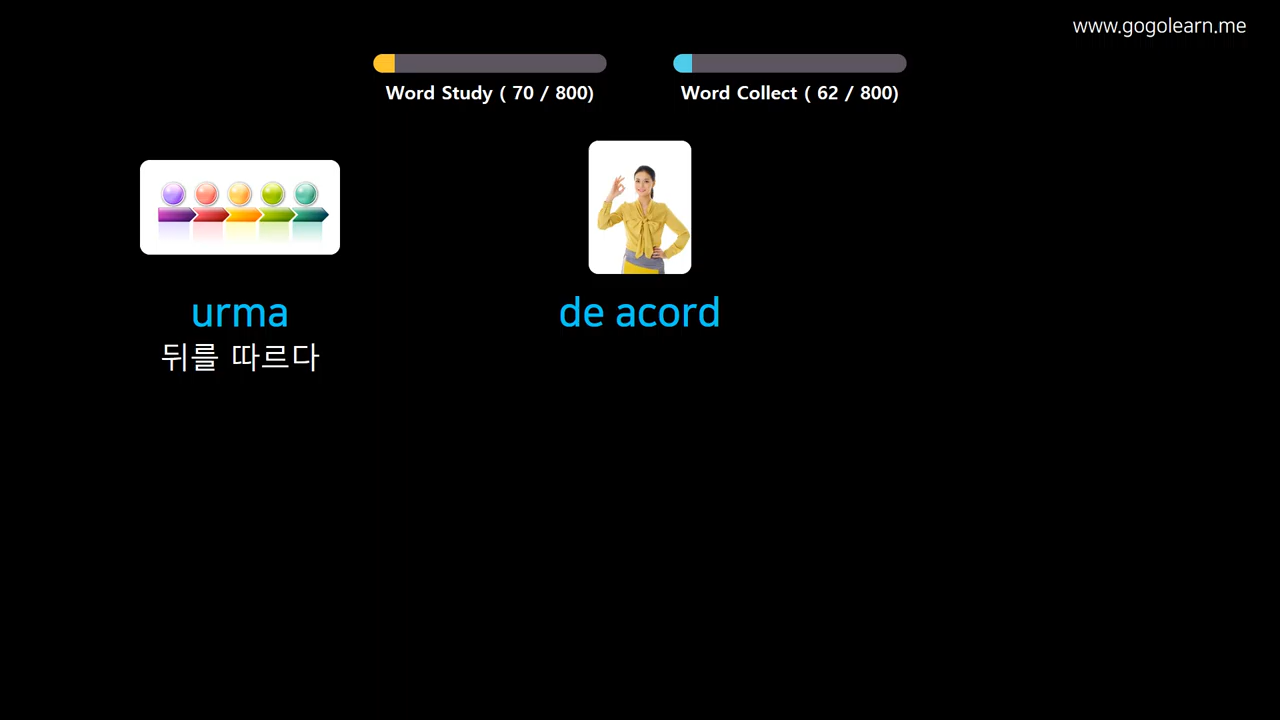 www.gogolearn.me
Word Study ( 70 / 800)
Word Collect ( 62 / 800)
urma
뒤를 따르다
de acord